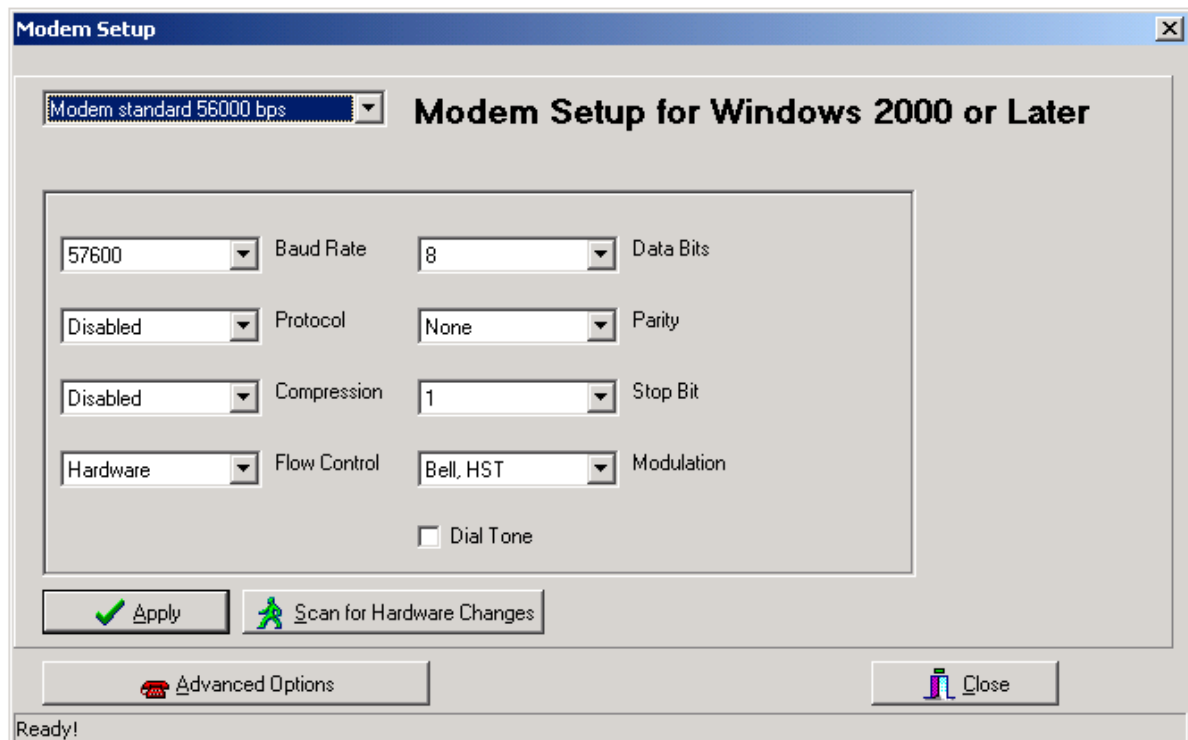 Modem Setup
Modem standard 56000 bps
Modem Setup for Windows 2000 or Later
57600 Baud Rate 8 Data Bits
Disabled Protocol None Parity
Disabled Compression 1 Stop Bit
Hardware Flow Control Bell, HST Modulation
Dial Tone
Apply Scan for Hardware Changes
Advanced Options Close
Ready!